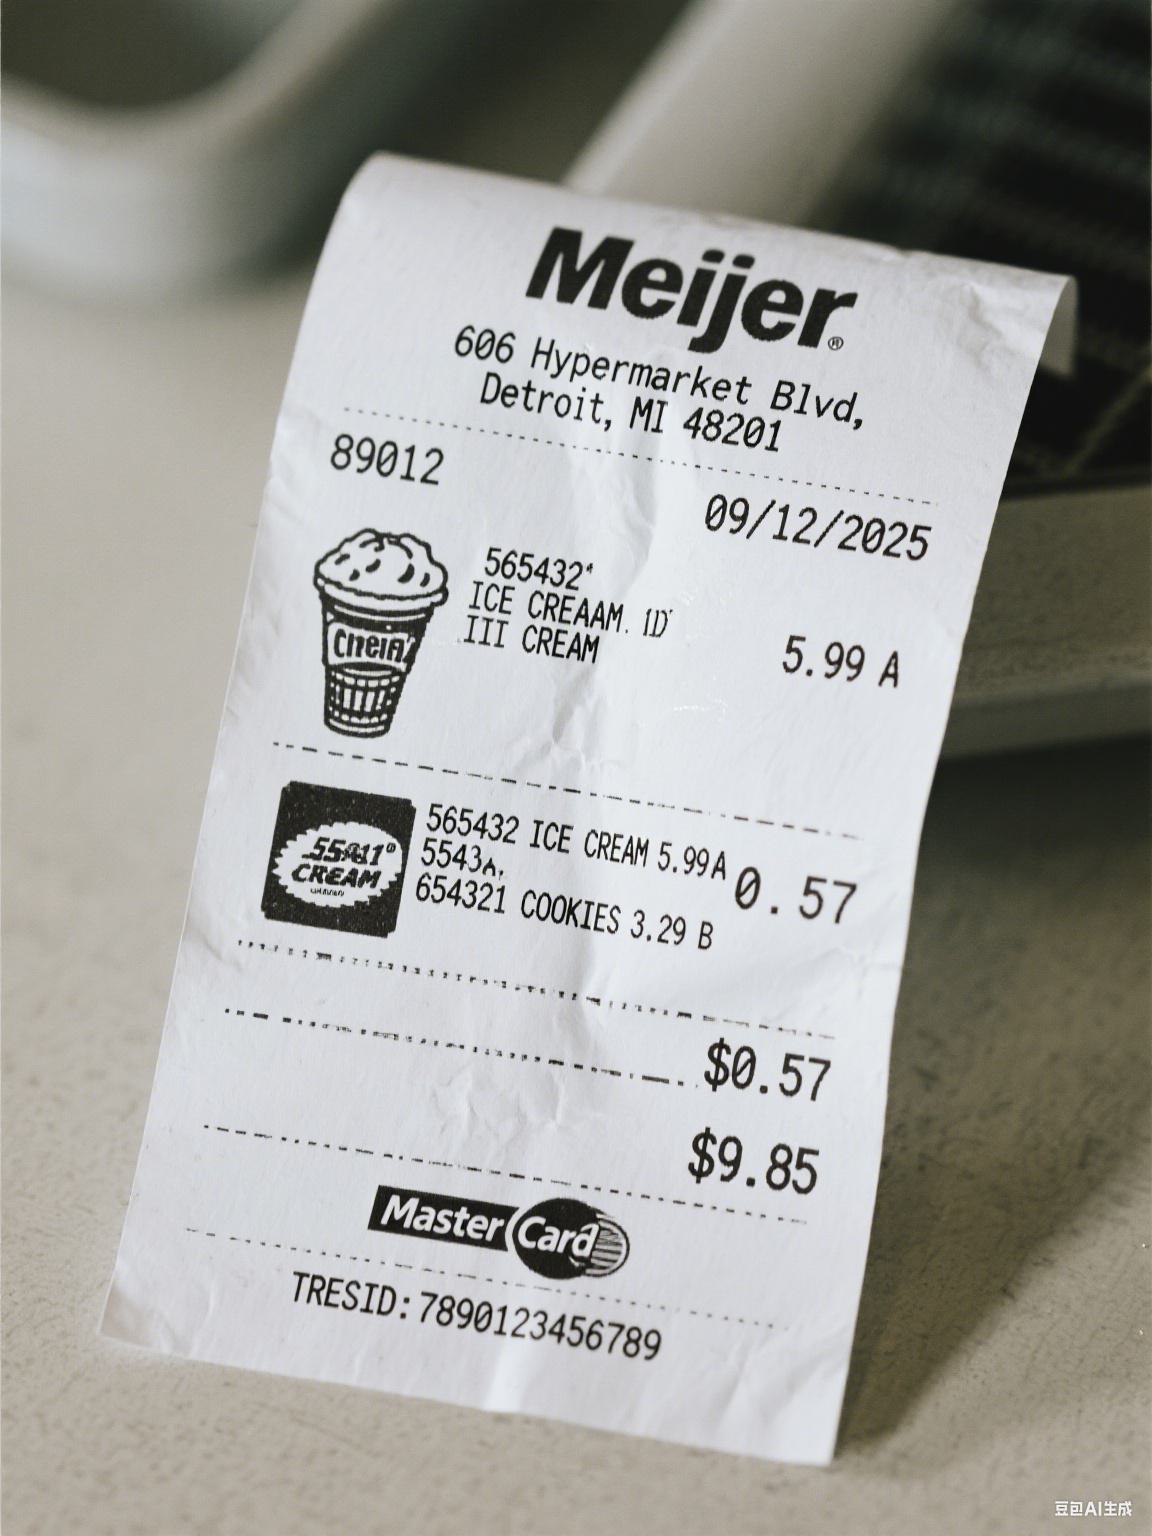 Meijer®
606 Hypermarket Blvd,
Detroit, MI 48201
89012
09/12/2025
565432*
ICE CREAAM. 1D
III CREAM
5.99 A
565432 ICE CREAM 5.99A
0.57
5543A.
654321 COOKIES 3.29 B
CREAM
$0.57
$9.85
MasterCard
TRESID:7890123456789
豆包AI生成